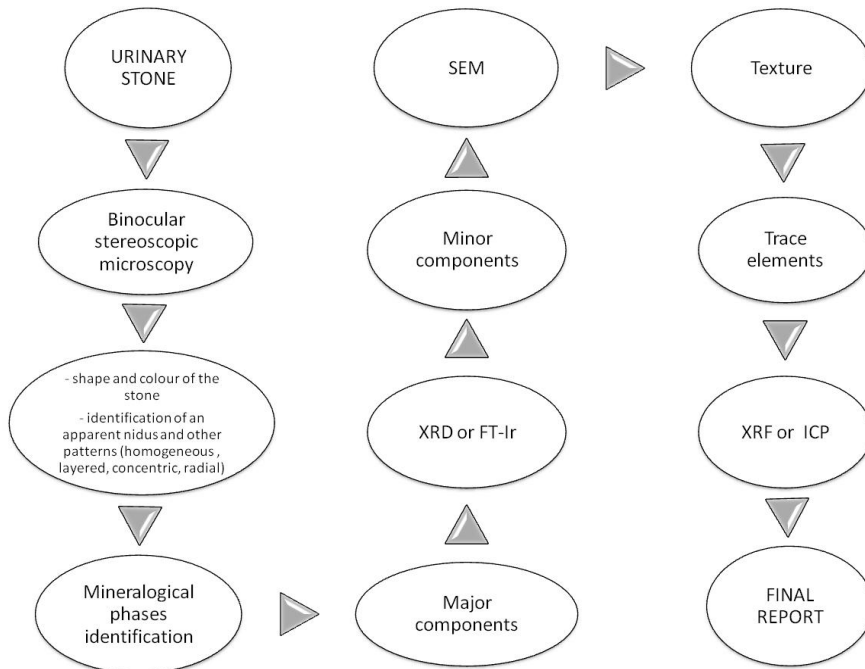 URINARY
STONE
Binocular
stereoscopic
microscopy
- shape and colour of the
stone
- identification of an
apparent nidus and other
patterns (homogeneous ,
layered, concentric, radial)
Mineralogical
phases
identification
Major
components
XRD or FT-Ir
Minor
components
SEM
Texture
Trace
elements
XRF or ICP
FINAL
REPORT